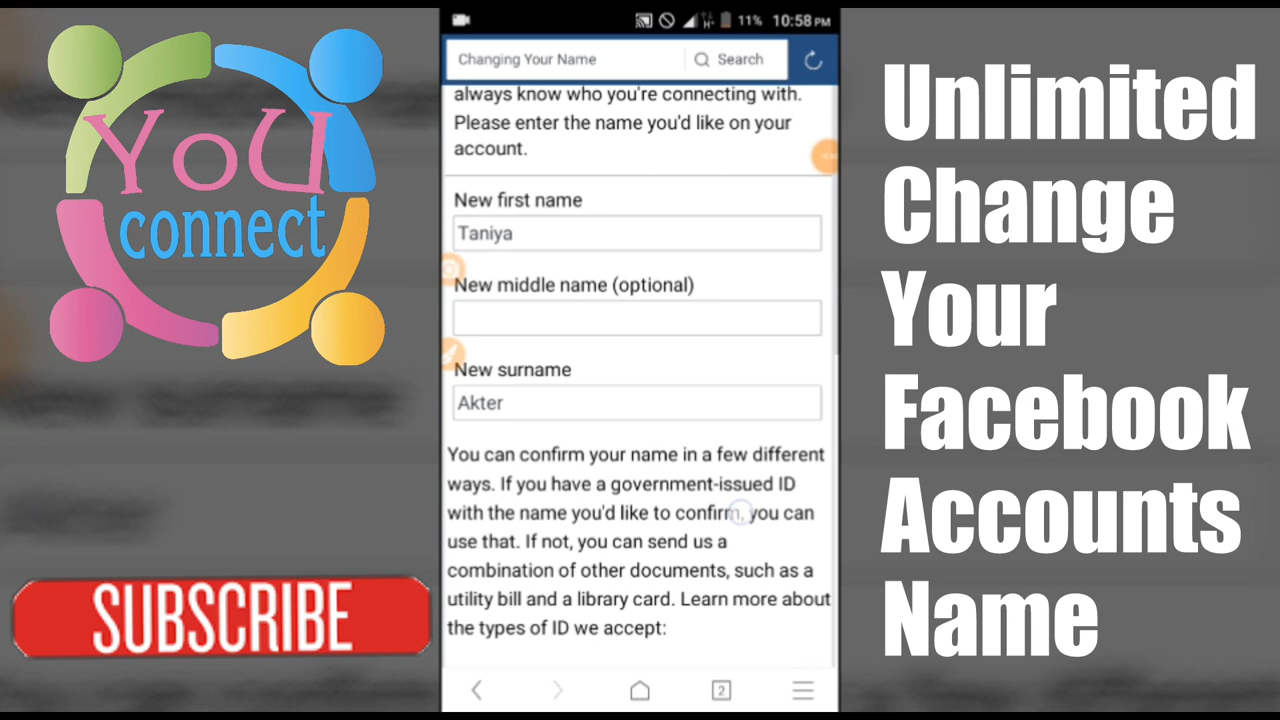 YoU
connect
SUBSCRIBE
11% 10:58 PM
Changing Your Name
Search
always know who you're connecting with.
Please enter the name you'd like on your
account.
New first name
Taniya
New middle name (optional)
New surname
Akter
You can confirm your name in a few different
ways. If you have a government-issued ID
with the name you'd like to confirm, you can
use that. If not, you can send us a
combination of other documents, such as a
utility bill and a library card. Learn more about
the types of ID we accept:
2
Unlimited
Change
Your
Facebook
Accounts
Name